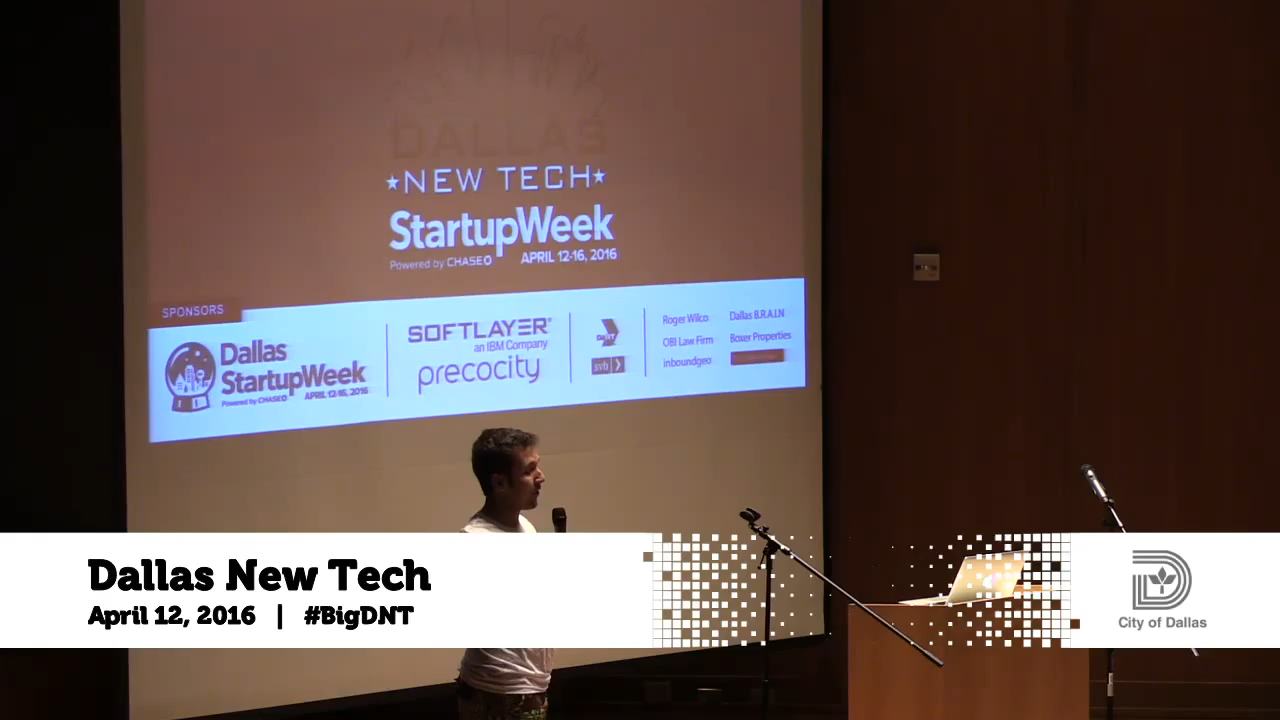 DALLAS
★NEW TECH★
StartupWeek
Powered by CHASE APRIL 12-16, 2016
SPONSORS
Dallas
StartupWeek
Powered by CHASE APRIL 12-16, 2016
SOFTLAYER®
an IBM Company
precocity
svb
Roger Wilco
OBI Law Firm
inboundgeo
Dallas B.R.A.I.N
Boxer Properties
Dallas New Tech
April 12, 2016 | #BigDNT
City of Dallas